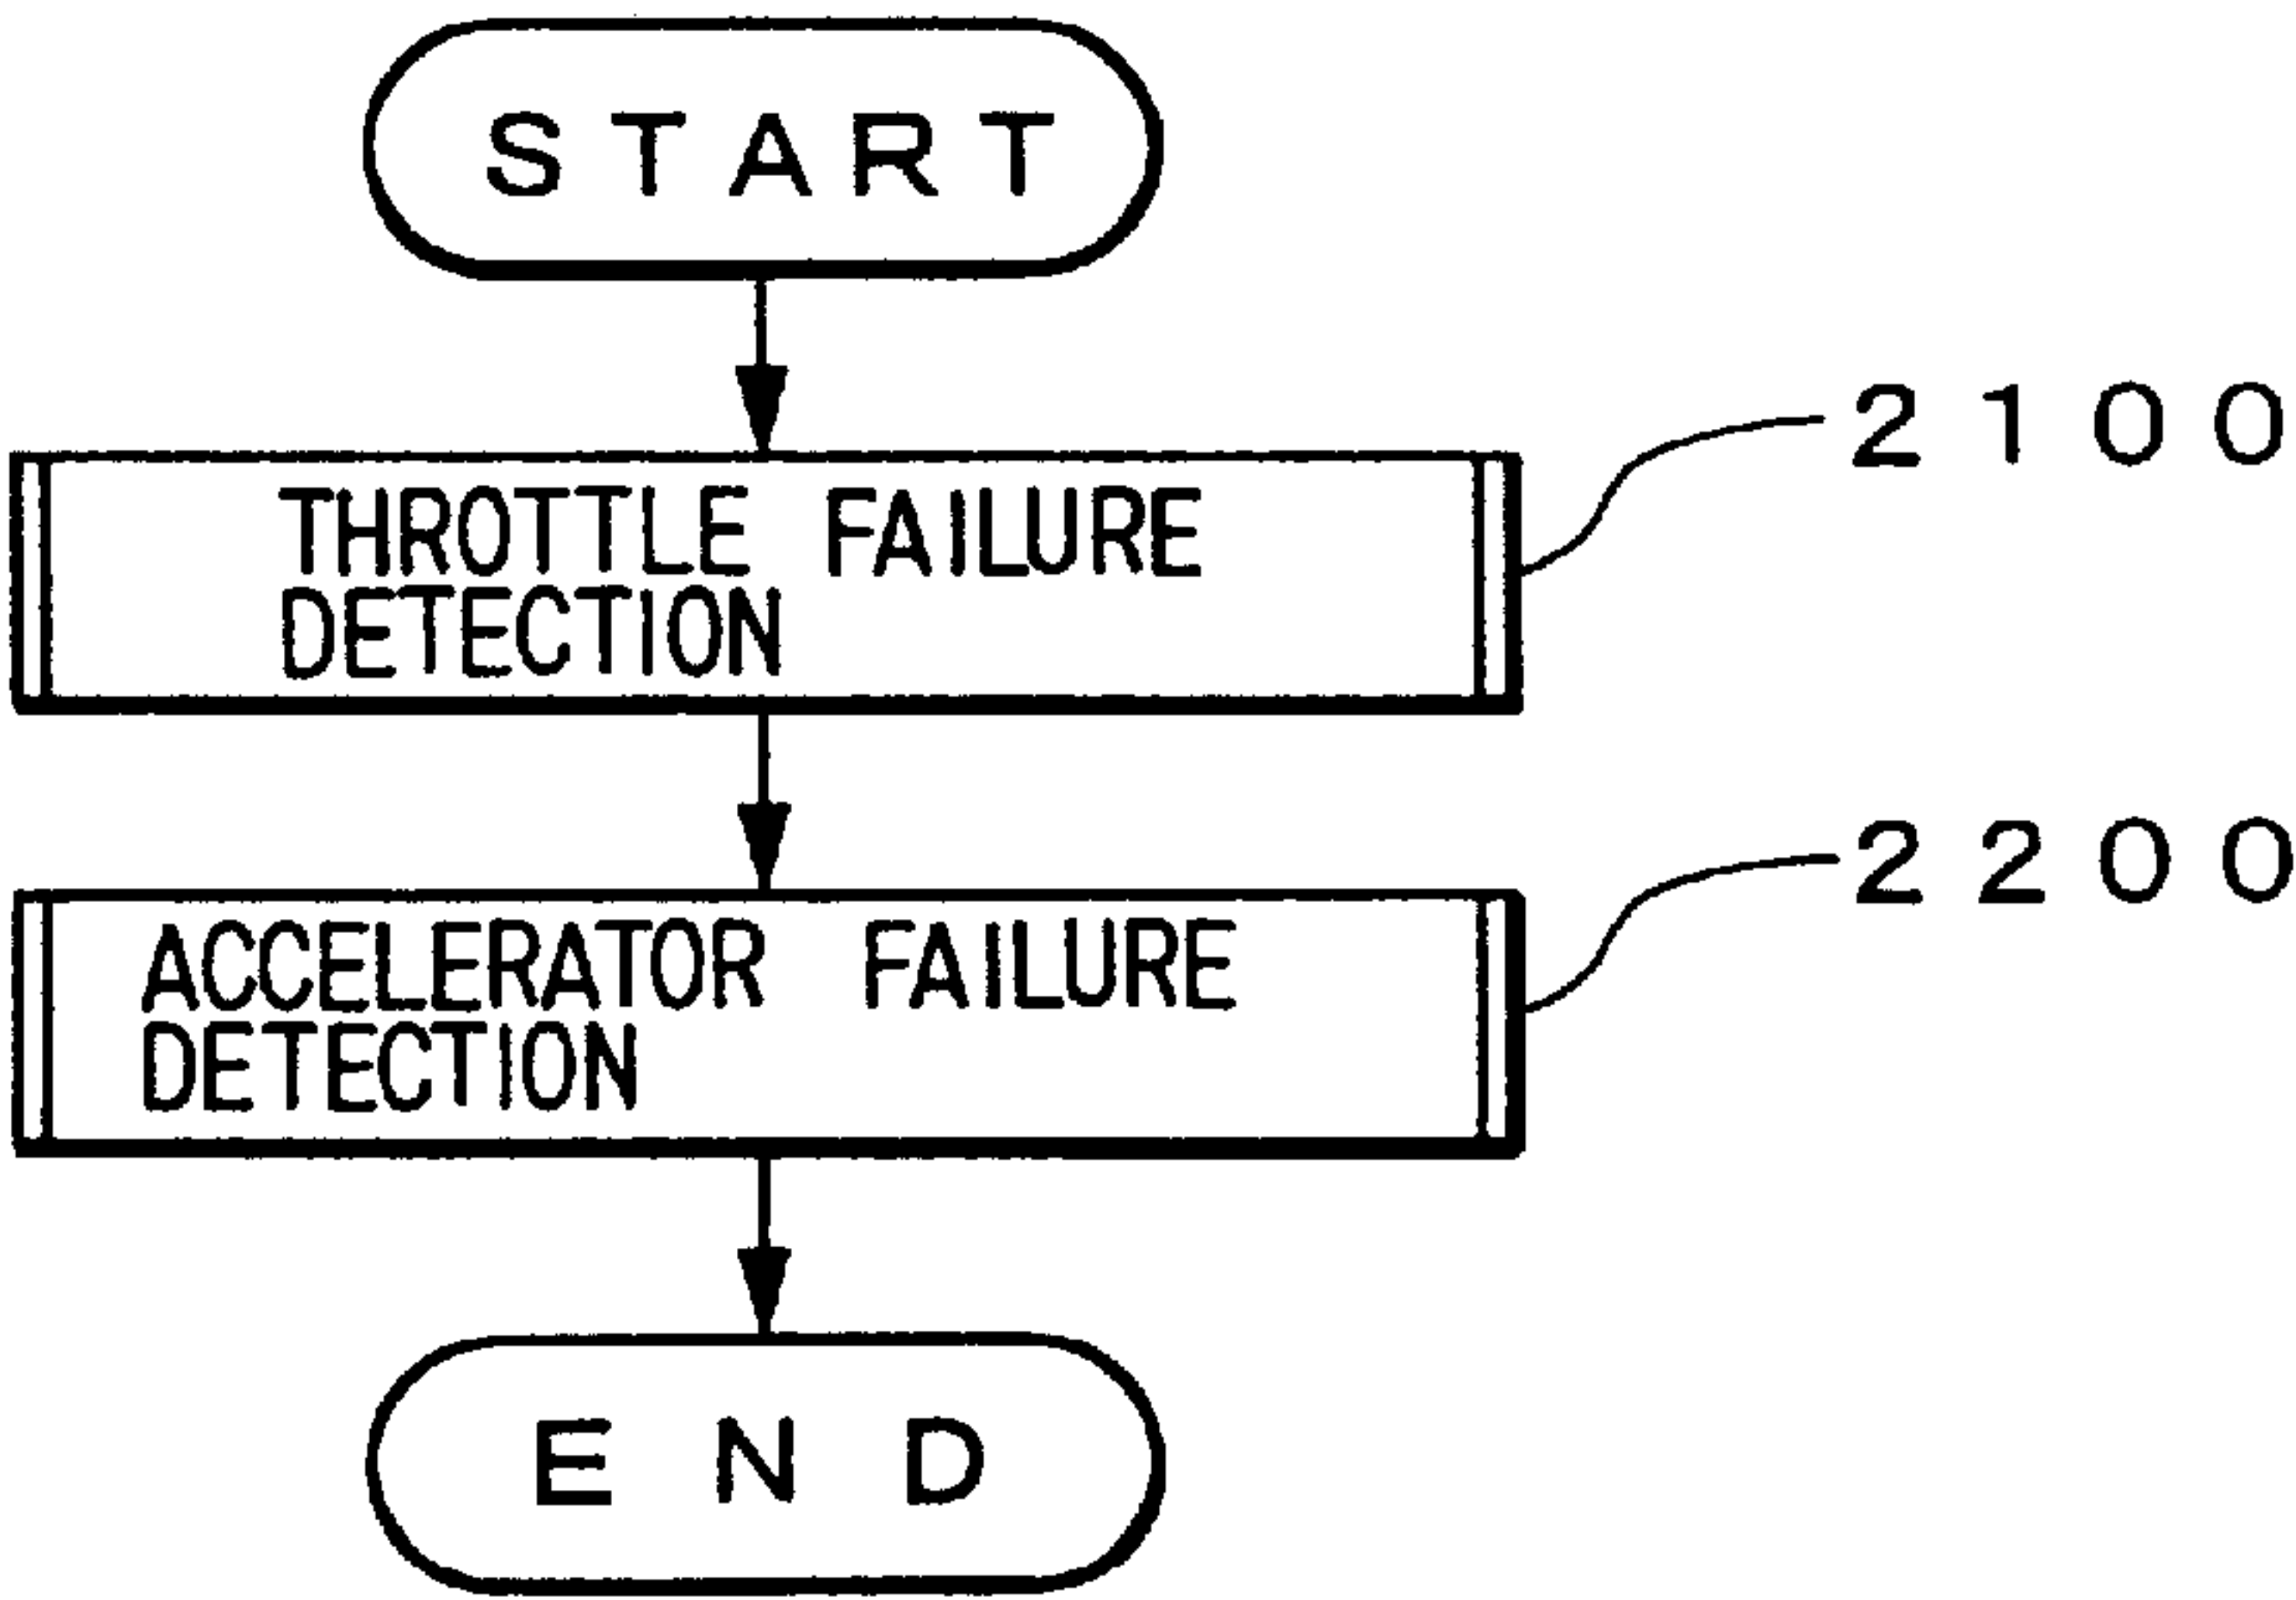 START
2100
THROTTLE FAILURE
DETECTION
2200
ACCELERATOR FAILURE
DETECTION
END